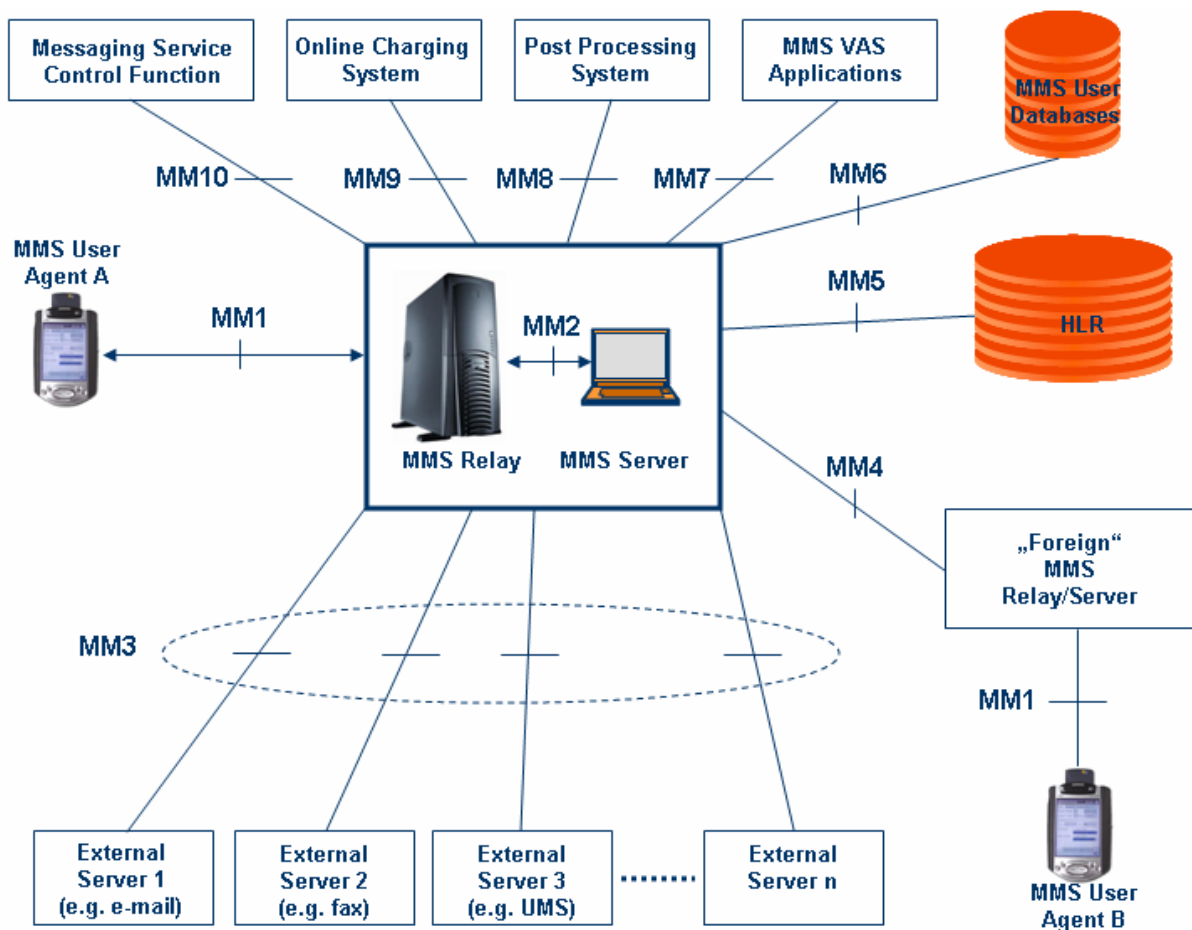 Messaging Service
Control Function
Online Charging
System
Post Processing
System
MMS VAS
Applications
MMS User
Databases
MM10
MM9
MM8
MM7
MM6
MMS User
Agent A
MM1
MM2
MM5
HLR
MMS Relay
MMS Server
MM4
„Foreign“
MMS
Relay/Server
MM3
MM1
External
Server 1
(e.g. e-mail)
External
Server 2
(e.g. fax)
External
Server 3
(e.g. UMS)
External
Server n
MMS User
Agent B